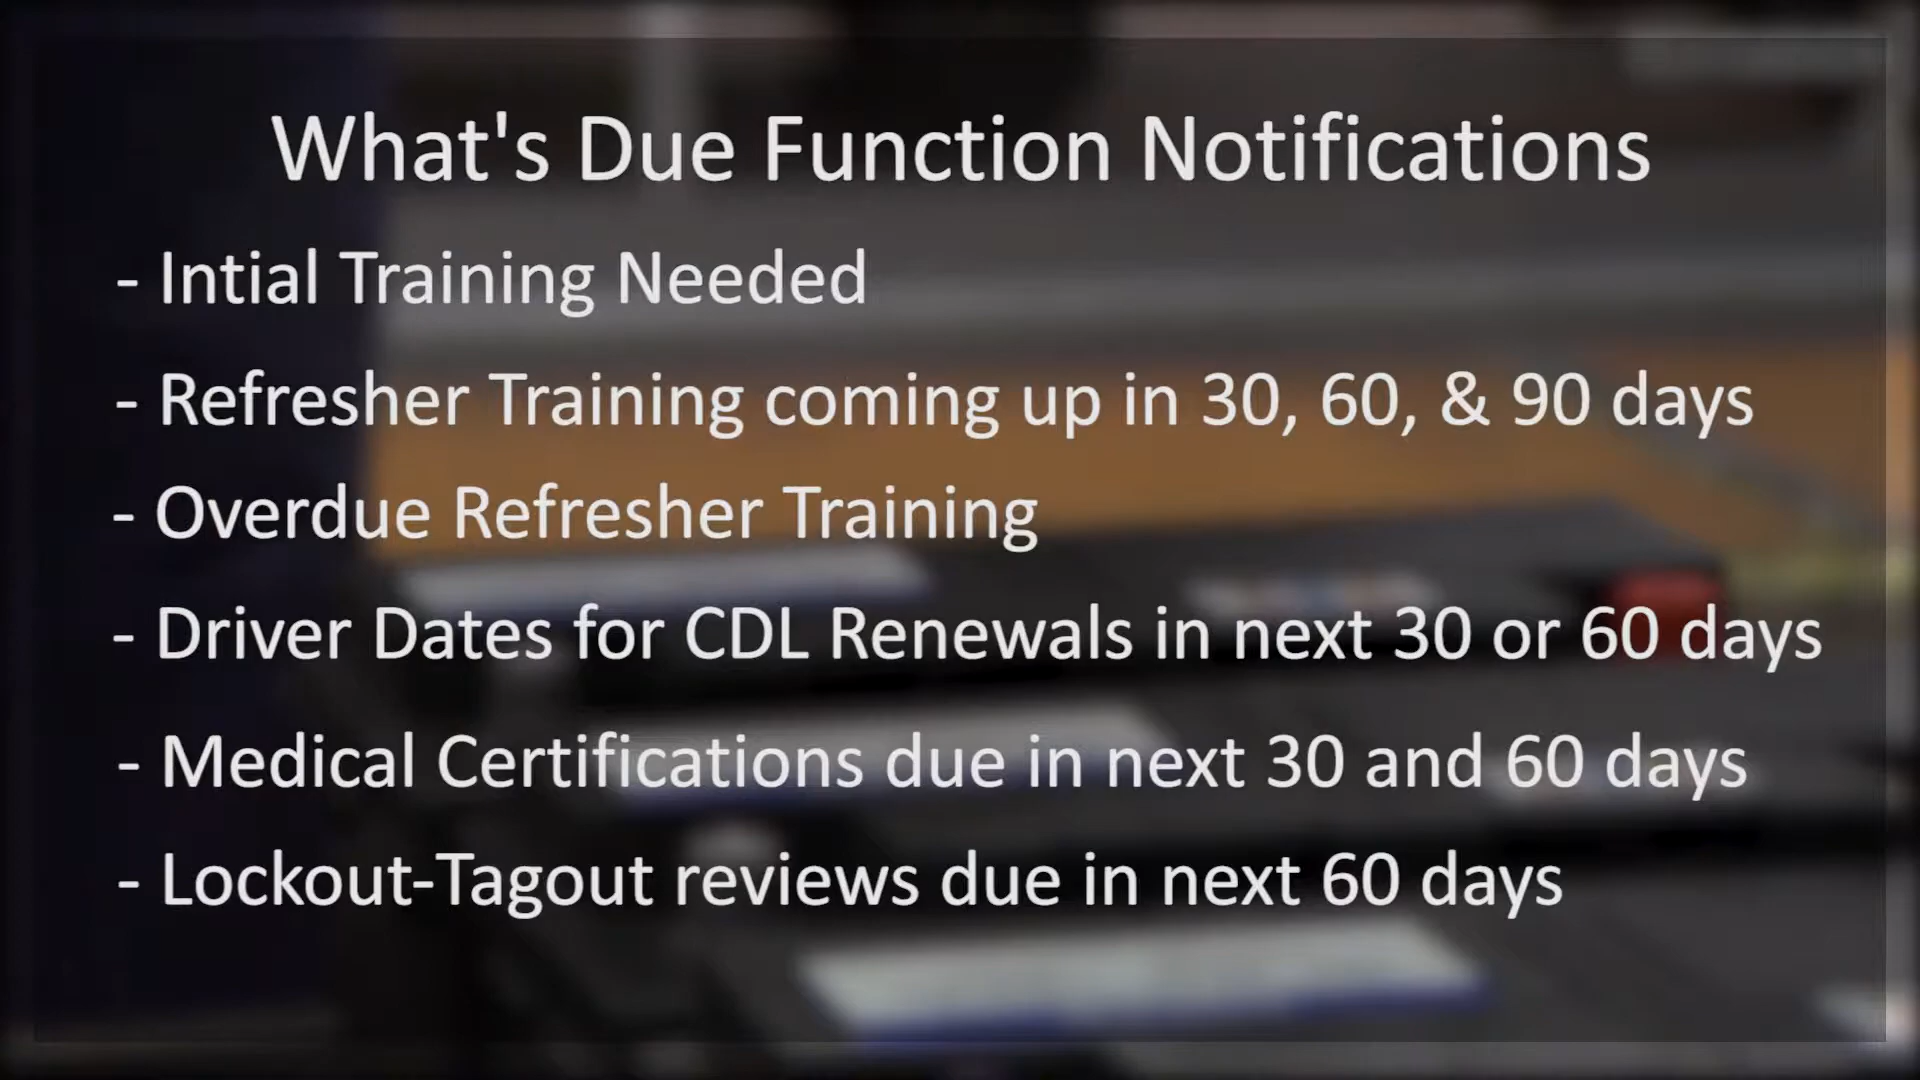 What's Due Function Notifications
- Intial Training Needed
- Refresher Training coming up in 30, 60, & 90 days
- Overdue Refresher Training
- Driver Dates for CDL Renewals in next 30 or 60 days
- Medical Certifications due in next 30 and 60 days
- Lockout-Tagout reviews due in next 60 days